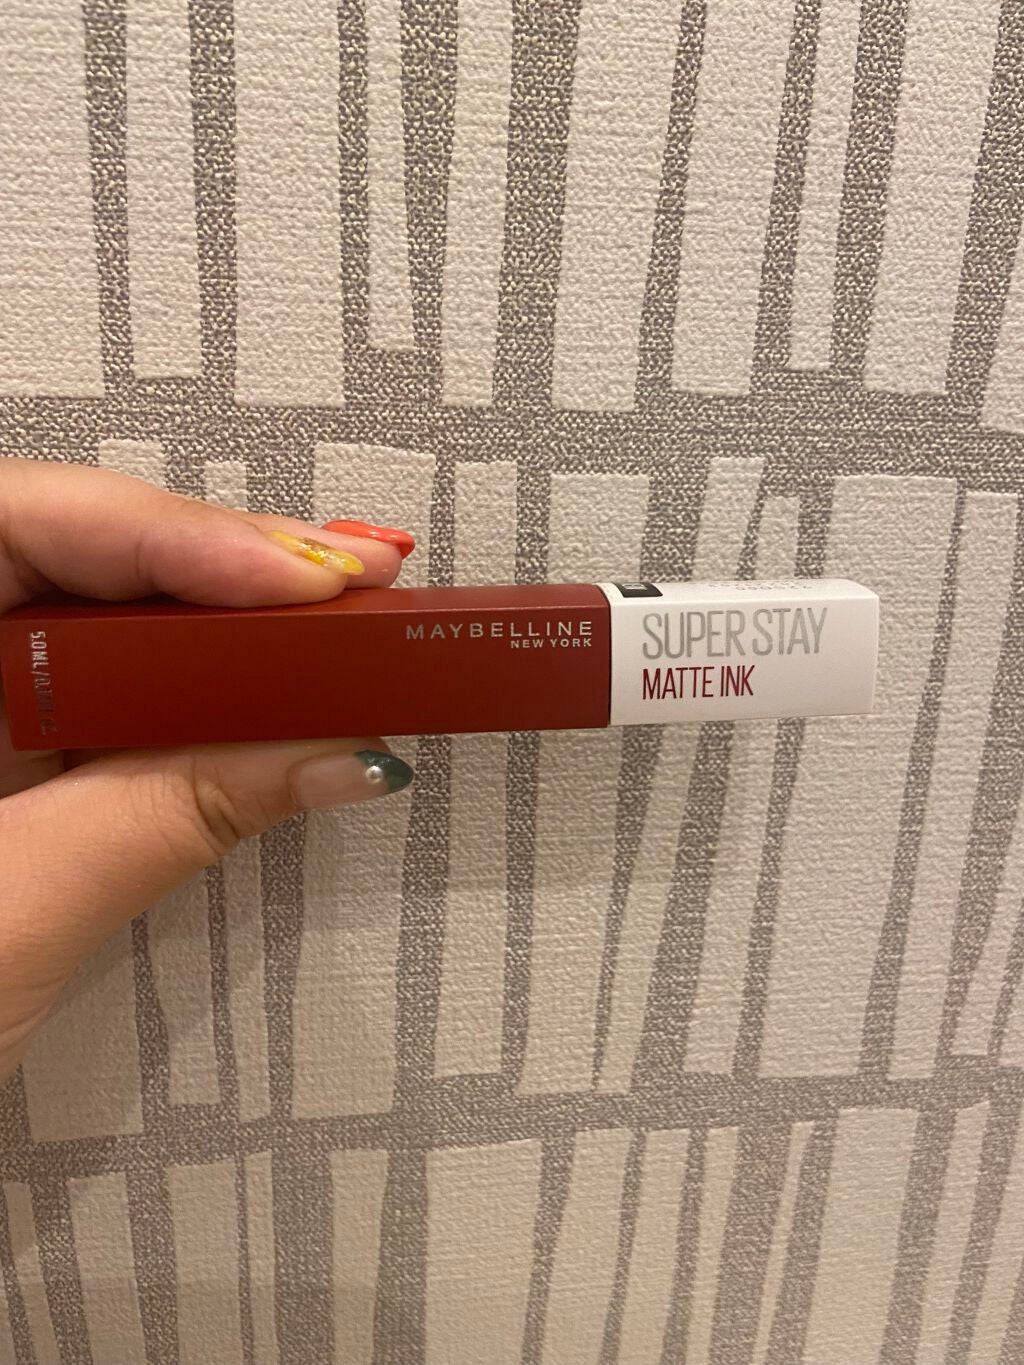 MAYBELLINE
NEW YORK
SUPER STAY
MATTE INK